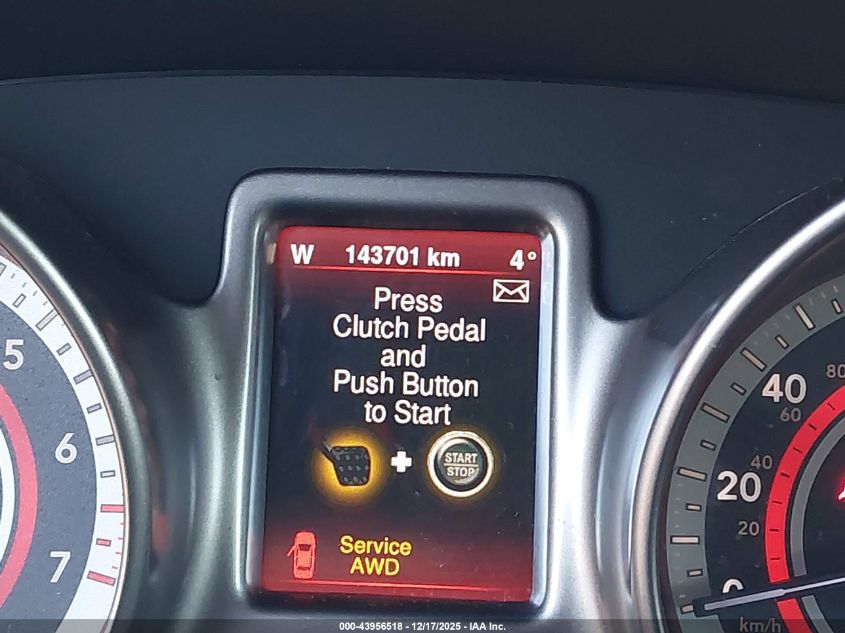 W 143701 km 4°
Press
Clutch Pedal
and
Push Button
to Start
+
START
STOP
Service
AWD
5
6
7
40
80
60
20
40
20
0
km/h
000-43956518 - 12/17/2025 - IAA Inc.